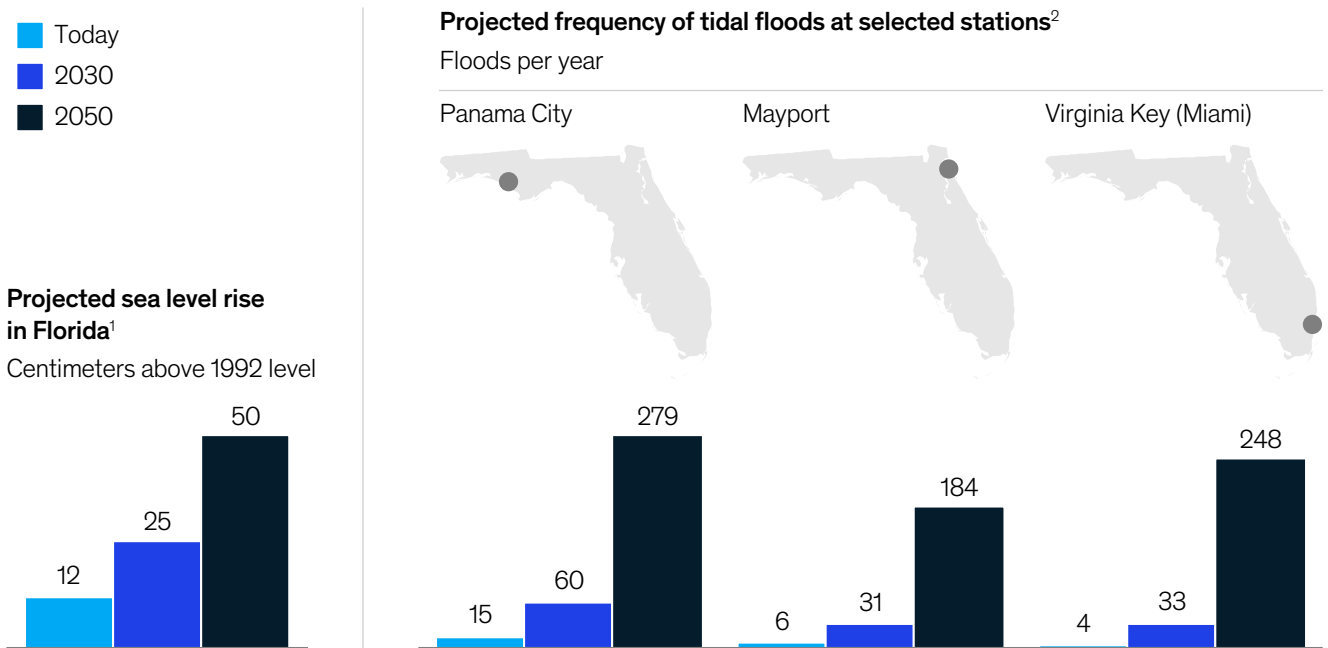 Today
2030
2050
Projected sea level rise
in Florida1
Centimeters above 1992 level
50
25
12
Projected frequency of tidal floods at selected stations2
Floods per year
Panama City
Mayport
Virginia Key (Miami)
279
60
15
184
31
6
248
33
4